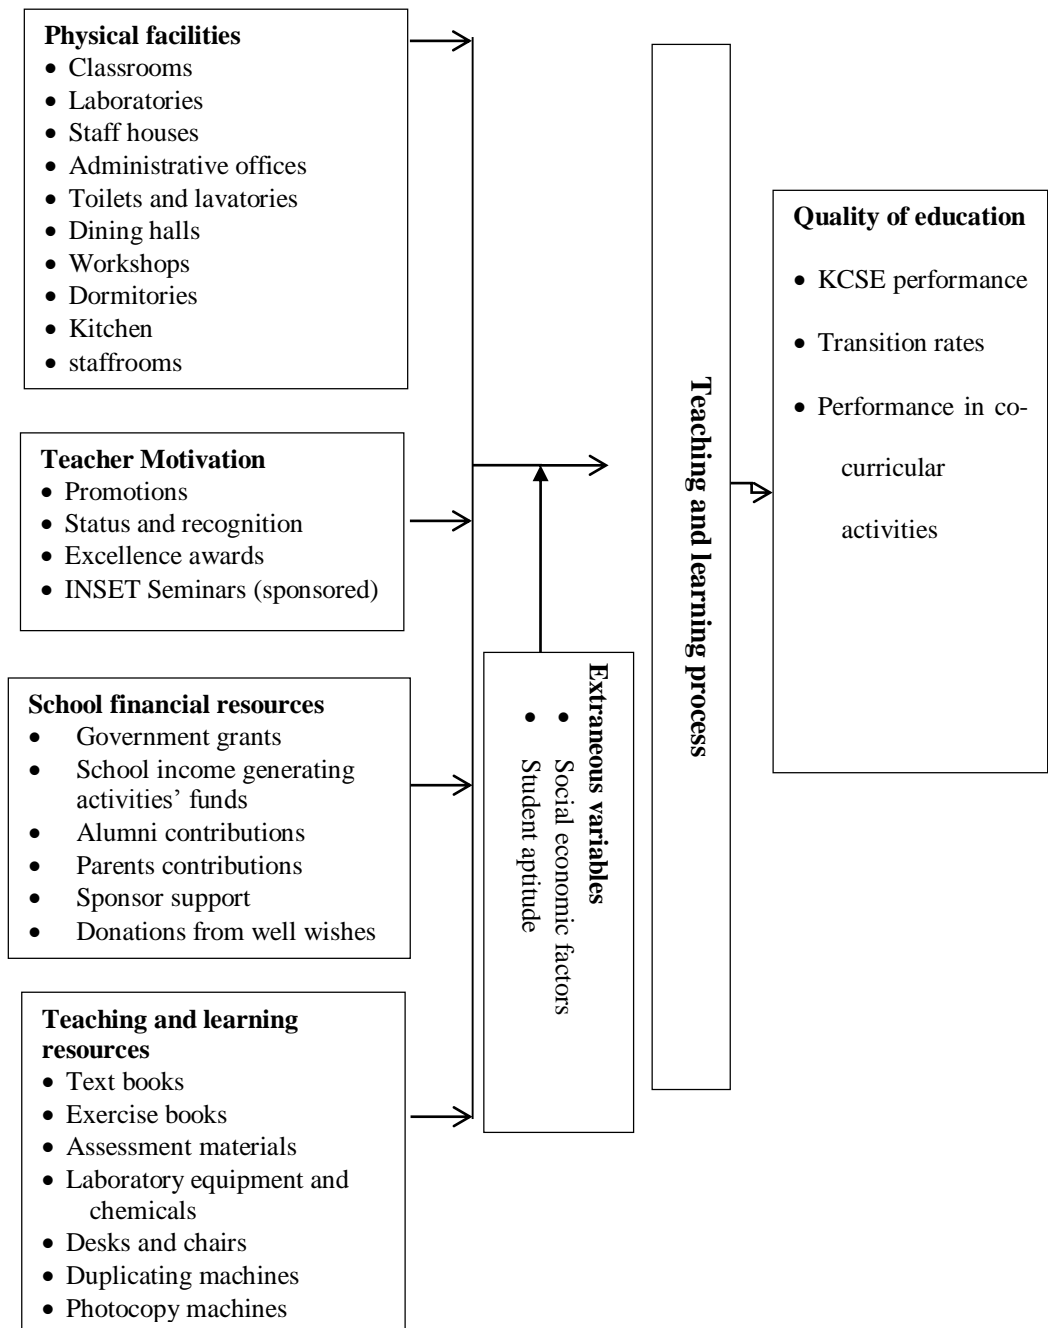 Physical facilities
• Classrooms
• Laboratories
• Staff houses
• Administrative offices
• Toilets and lavatories
• Dining halls
• Workshops
• Dormitories
• Kitchen
• staffrooms
Teacher Motivation
• Promotions
• Status and recognition
• Excellence awards
• INSET Seminars (sponsored)
School financial resources
• Government grants
• School income generating
activities’ funds
• Alumni contributions
• Parents contributions
• Sponsor support
• Donations from well wishes
Teaching and learning
resources
• Text books
• Exercise books
• Assessment materials
• Laboratory equipment and
chemicals
• Desks and chairs
• Duplicating machines
• Photocopy machines
Extraneous variables
• Social economic factors
• Student aptitude
Teaching and learning process
Quality of education
• KCSE performance
• Transition rates
• Performance in co-
curricular
activities